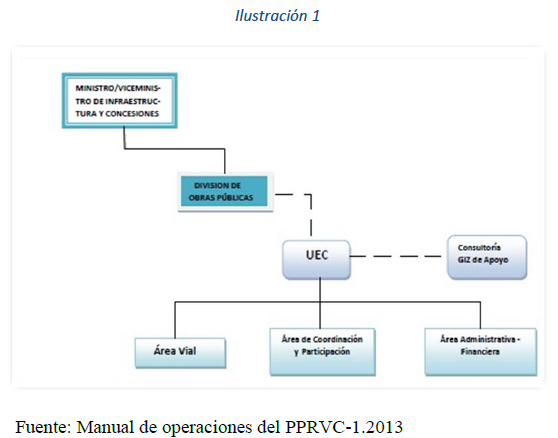 Ilustración 1
MINISTRO/VICEMINIS-
TRO DE INFRAESTRUC-
TURA Y CONCESIONES
DIVISION DE
OBRAS PÚBLICAS
UEC
Consultoría
GIZ de Apoyo
Área Vial
Área de Coordinación
y Participación
Área Administrativa -
Financiera
Fuente: Manual de operaciones del PPRVC-1.2013